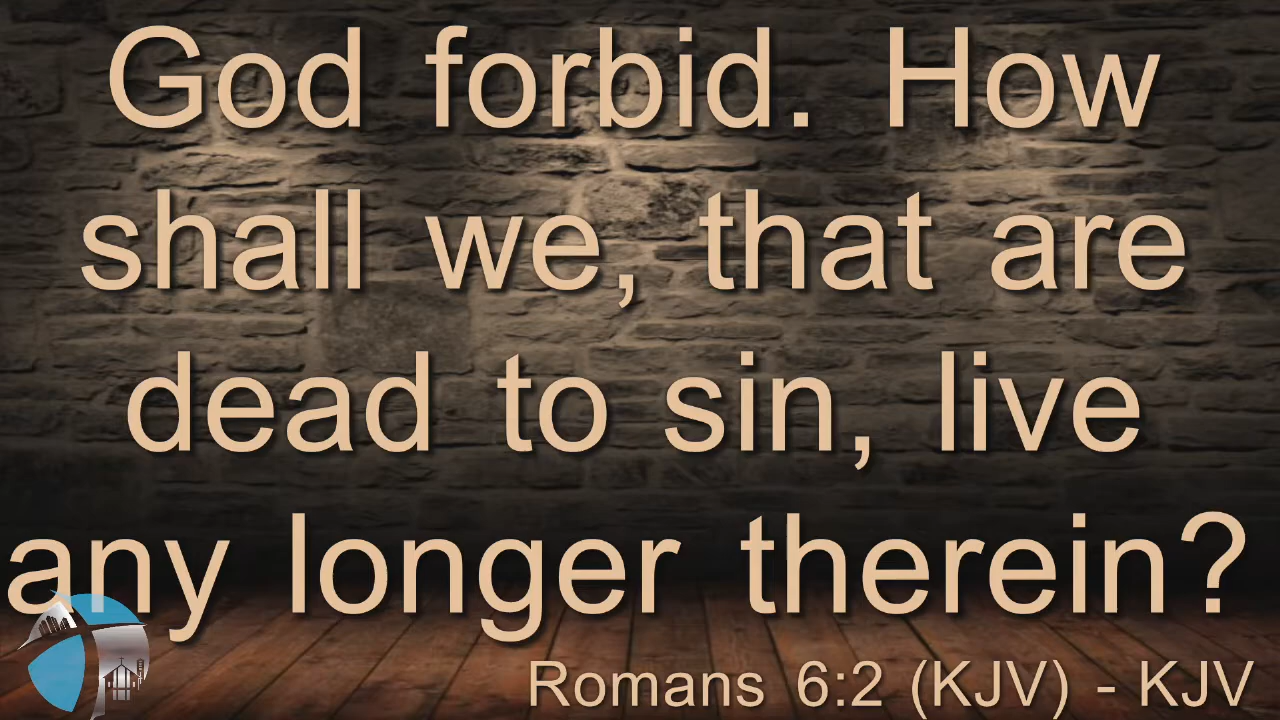 God forbid. How
shall we, that are
dead to sin, live
any longer therein?
Romans 6:2 (KJV) - KJV